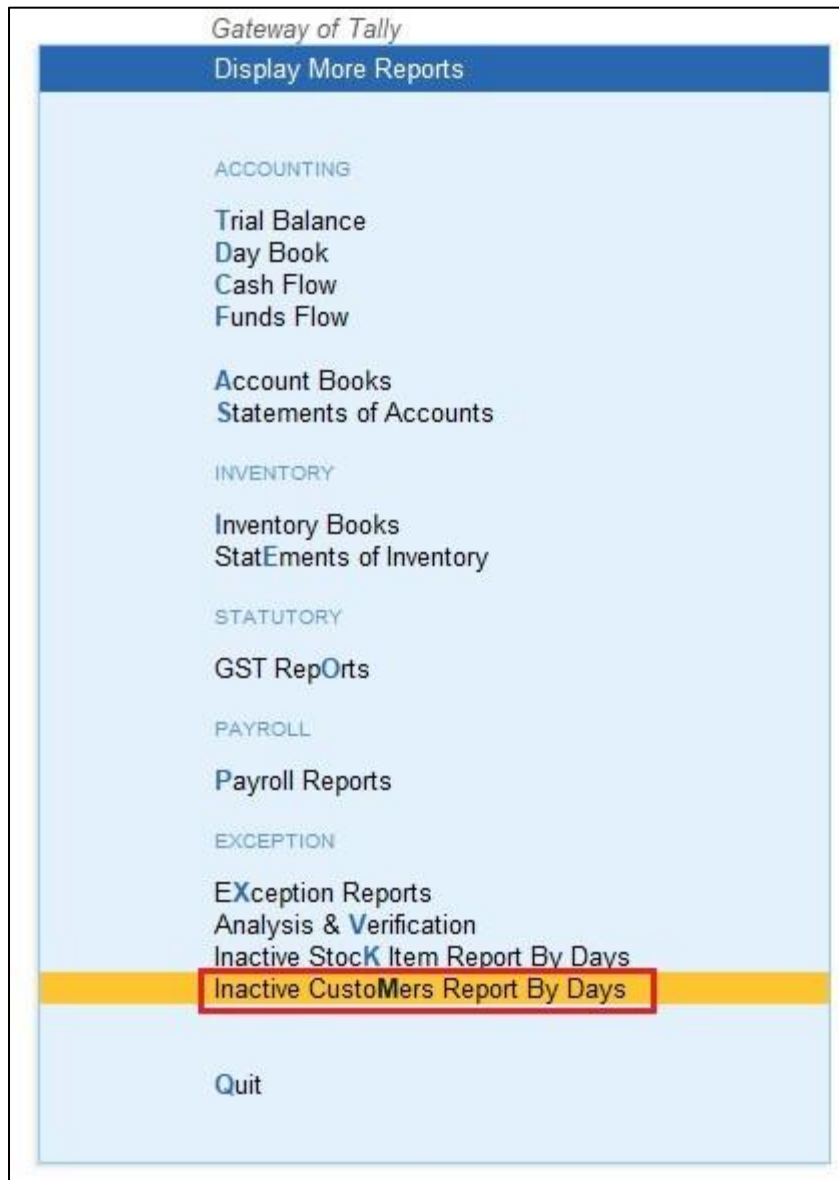 Gateway of Tally
Display More Reports
ACCOUNTING
Trial Balance
Day Book
Cash Flow
Funds Flow
Account Books
Statements of Accounts
INVENTORY
Inventory Books
StatEments of Inventory
STATUTORY
GST RepOrts
PAYROLL
Payroll Reports
EXCEPTION
EXception Reports
Analysis & Verification
Inactive StocK Item Report By Days
Inactive CustoMers Report By Days
Quit